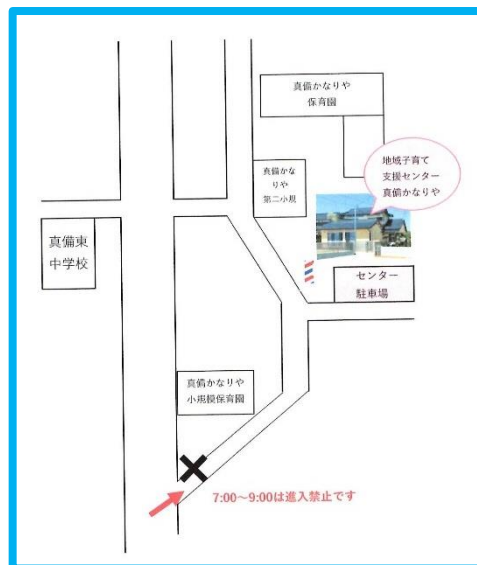 真備かなりや
保育園
地域子育て
支援センター
真備かなりや
真備かな
りや
第二小規
真備東
中学校
センター
駐車場
真備かなりや
小規模保育園
7:00～9:00は進入禁止です